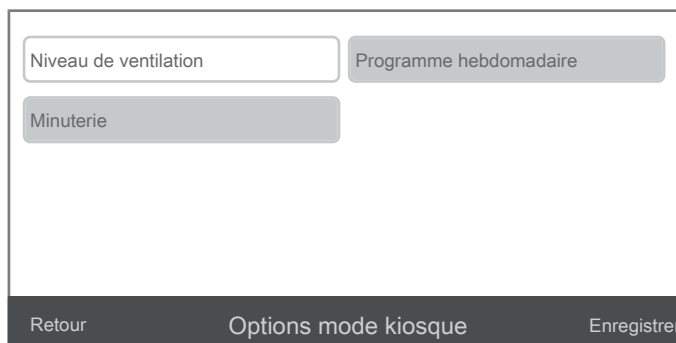 Niveau de ventilation
Programme hebdomadaire
Minuterie
Retour
Options mode kiosque
Enregistrer